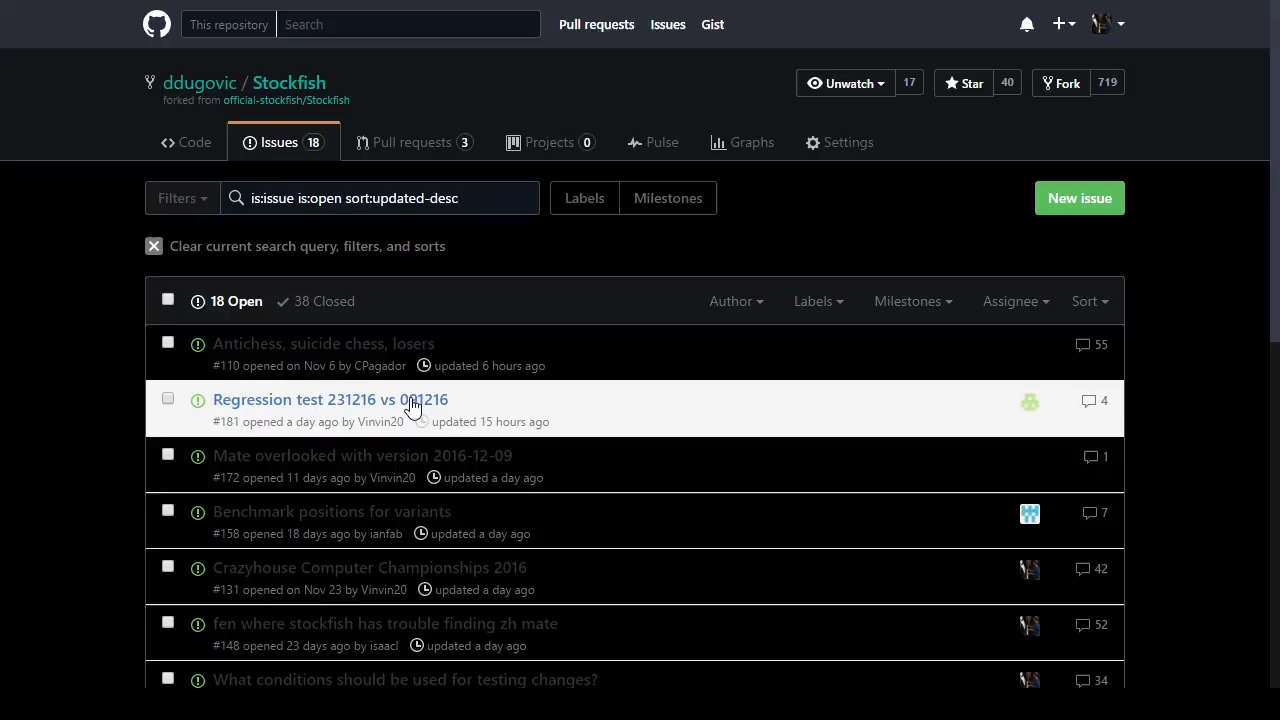 This repository Search Pull requests Issues Gist
ddugovic / Stockfish Unwatch 17 Star 40 Fork 719
forked from official-stockfish/Stockfish
Code Issues 18 Pull requests 3 Projects 0 Pulse Graphs Settings
Filters is:issue is:open sort:updated-desc Labels Milestones New issue
Clear current search query, filters, and sorts
18 Open 38 Closed Author Labels Milestones Assignee Sort
Antichess, suicide chess, losers 55
#110 opened on Nov 6 by CPagador updated 6 hours ago
Regression test 231216 vs 091216 4
#181 opened a day ago by Vinvin20 updated 15 hours ago
Mate overlooked with version 2016-12-09 1
#172 opened 11 days ago by Vinvin20 updated a day ago
Benchmark positions for variants 7
#158 opened 18 days ago by ianfab updated a day ago
Crazyhouse Computer Championships 2016 42
#131 opened on Nov 23 by Vinvin20 updated a day ago
fen where stockfish has trouble finding zh mate 52
#148 opened 23 days ago by isaacl updated a day ago
What conditions should be used for testing changes? 34